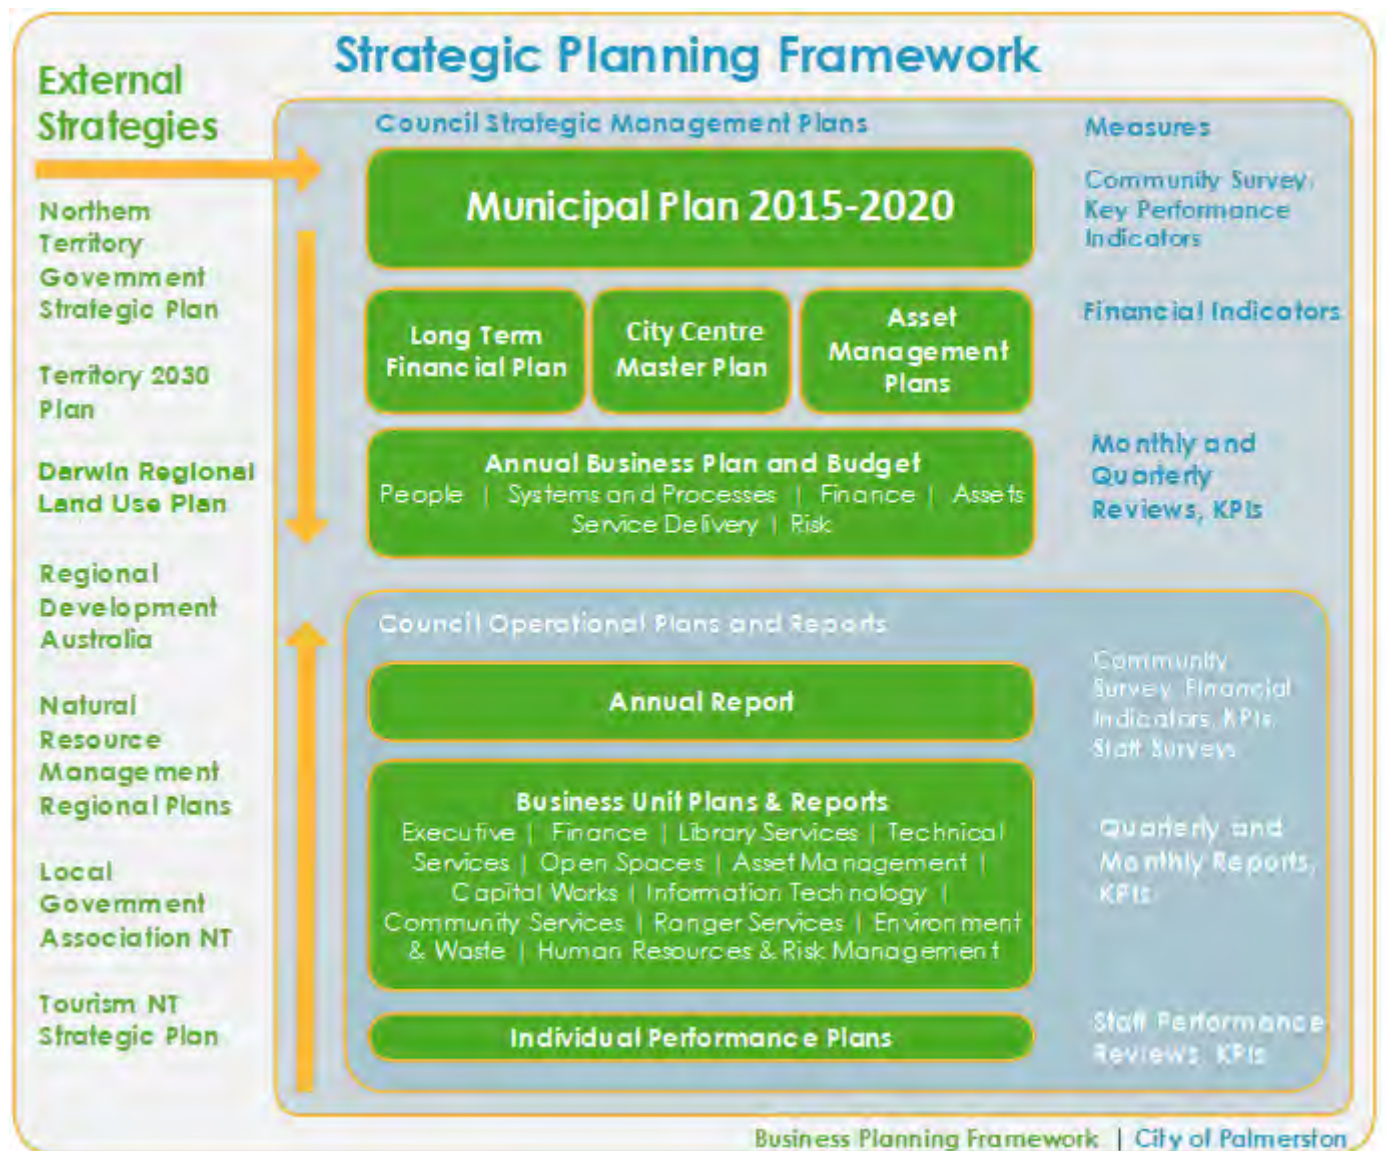 Strategic Planning Framework
External
Strategies
Northern
Territory
Government
Strategic Plan
Territory 2030
Plan
Darwin Regional
Land Use Plan
Regional
Development
Australia
Natural
Resource
Management
Regional Plans
Local
Government
Association NT
Tourism NT
Strategic Plan
Council Strategic Management Plans
Measures
Municipal Plan 2015-2020
Community Survey,
Key Performance
Indicators
Long Term
Financial Plan
City Centre
Master Plan
Asset
Management
Plans
Financial Indicators
Annual Business Plan and Budget
People | Systems and Processes | Finance | Assets
Service Delivery | Risk
Monthly and
Quarterly
Reviews, KPIs
Council Operational Plans and Reports
Annual Report
Community
Survey, Financial
Indicators, KPIs,
Staff Surveys
Business Unit Plans & Reports
Executive | Finance | Library Services | Technical
Services | Open Spaces | Asset Management |
Capital Works | Information Technology |
Community Services | Ranger Services | Environment
& Waste | Human Resources & Risk Management
Quarterly and
Monthly Reports,
KPIs
Individual Performance Plans
Staff Performance
Reviews, KPIs
Business Planning Framework | City of Palmerston